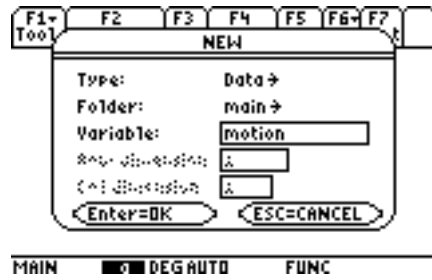 F1 F2 F3 F4 F5 F6 F7
Tool
NEW
Type: Data→
Folder: main→
Variable: motion
Enter=OK ESC=CANCEL
MAIN DEG AUTO FUNC